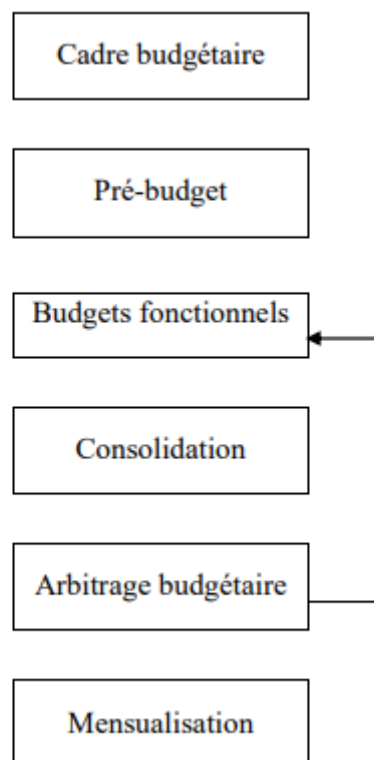 Cadre budgétaire
Pré-budget
Budgets fonctionnels
Consolidation
Arbitrage budgétaire
Mensualisation